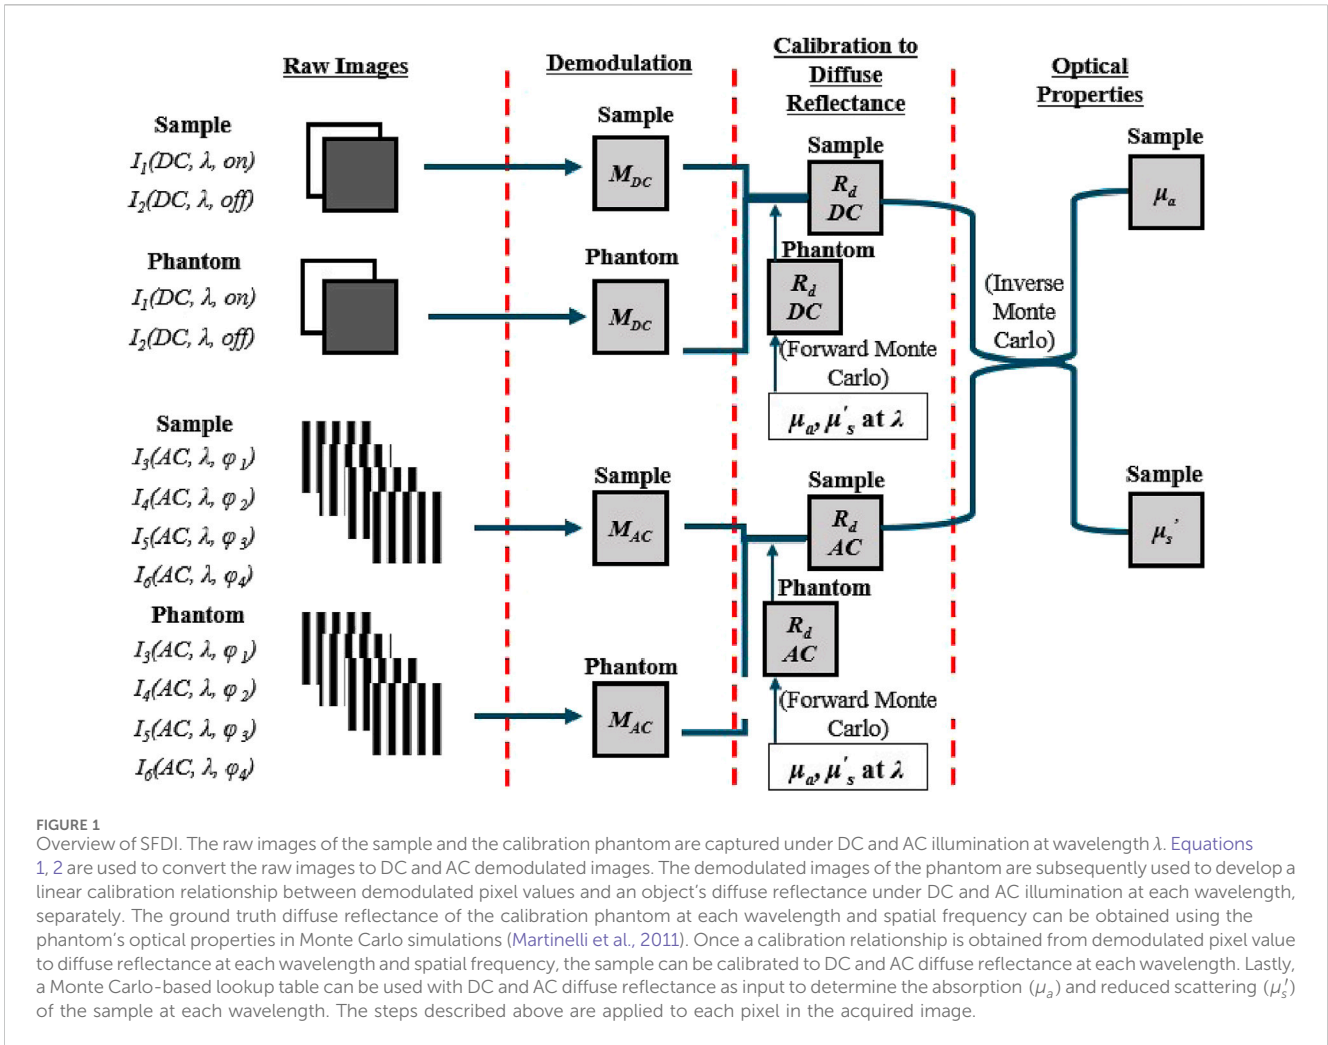 Raw Images
Demodulation
Calibration to
Diffuse
Reflectance
Optical
Properties
Sample
I1(DC, λ, on)
I2(DC, λ, off)
Sample
MDC
Sample
Rd
DC
Sample
μa
Phantom
I1(DC, λ, on)
I2(DC, λ, off)
Phantom
MDC
Phantom
Rd
DC
(Forward Monte
Carlo)
μa, μ's at λ
(Inverse
Monte
Carlo)
Sample
I3(AC, λ, φ1)
I4(AC, λ, φ2)
I5(AC, λ, φ3)
I6(AC, λ, φ4)
Sample
MAC
Sample
Rd
AC
Sample
μs'
Phantom
I3(AC, λ, φ1)
I4(AC, λ, φ2)
I5(AC, λ, φ3)
I6(AC, λ, φ4)
Phantom
MAC
Phantom
Rd
AC
(Forward Monte
Carlo)
μa, μ's at λ
FIGURE 1
Overview of SFDI. The raw images of the sample and the calibration phantom are captured under DC and AC illumination at wavelength λ. Equations
1, 2 are used to convert the raw images to DC and AC demodulated images. The demodulated images of the phantom are subsequently used to develop a
linear calibration relationship between demodulated pixel values and an object's diffuse reflectance under DC and AC illumination at each wavelength,
separately. The ground truth diffuse reflectance of the calibration phantom at each wavelength and spatial frequency can be obtained using the
phantom's optical properties in Monte Carlo simulations (Martinelli et al., 2011). Once a calibration relationship is obtained from demodulated pixel value
to diffuse reflectance at each wavelength and spatial frequency, the sample can be calibrated to DC and AC diffuse reflectance at each wavelength. Lastly,
a Monte Carlo-based lookup table can be used with DC and AC diffuse reflectance as input to determine the absorption (μa) and reduced scattering (μs′)
of the sample at each wavelength. The steps described above are applied to each pixel in the acquired image.